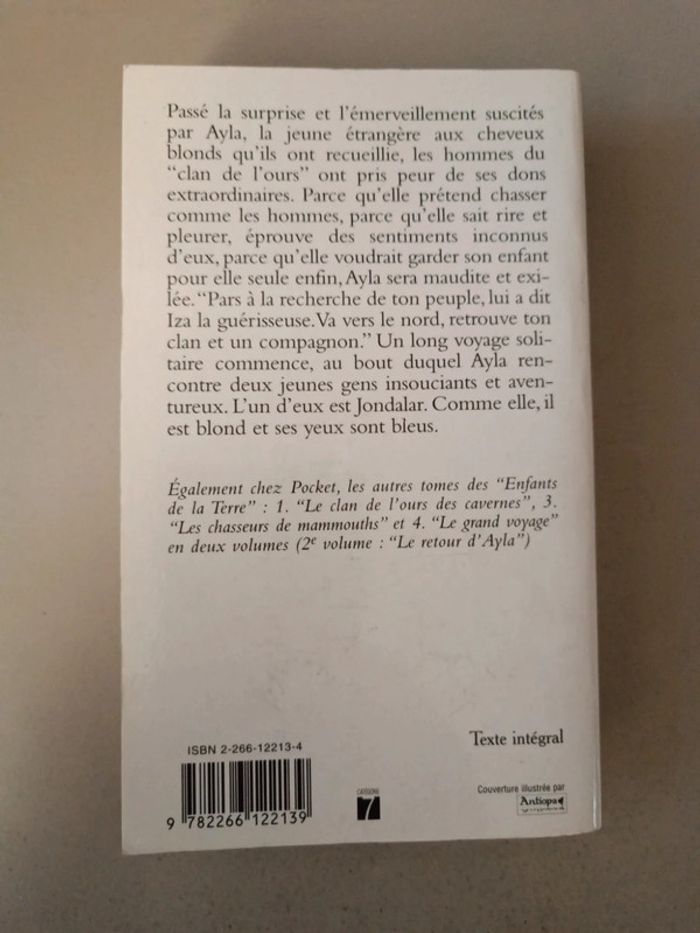 Passé la surprise et l'émerveillement suscités
par Ayla, la jeune étrangère aux cheveux
blonds qu'ils ont recueillie, les hommes du
"clan de l'ours" ont pris peur de ses dons
extraordinaires. Parce qu'elle prétend chasser
comme les hommes, parce qu'elle sait rire et
pleurer, éprouve des sentiments inconnus
d'eux, parce qu'elle voudrait garder son enfant
pour elle seule enfin, Ayla sera maudite et exi-
lée. "Pars à la recherche de ton peuple, lui a dit
Iza la guérisseuse. Va vers le nord, retrouve ton
clan et un compagnon." Un long voyage soli-
taire commence, au bout duquel Ayla ren-
contre deux jeunes gens insouciants et aven-
tureux. L'un d'eux est Jondalar. Comme elle, il
est blond et ses yeux sont bleus.
Également chez Pocket, les autres tomes des "Enfants
de la Terre" : 1. "Le clan de l'ours des cavernes", 3.
"Les chasseurs de mammouths" et 4. "Le grand voyage"
en deux volumes (2e volume : "Le retour d'Ayla")
Texte intégral
ISBN 2-266-12213-4
9 782266 122139
CATÉGORIE
7
Couverture illustrée par
Antiopa